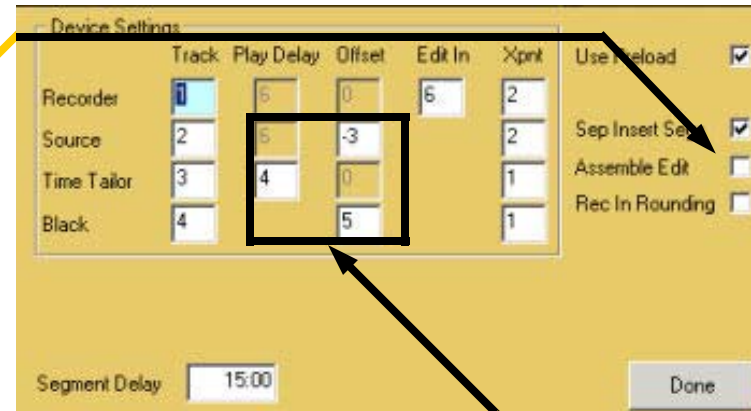 Device Settings
Track Play Delay Offset Edit In Xpnt
Use Preload
Recorder 1 6 0 6 2
Source 2 6 -3 2
Sep Insert
Time Tailor 3 4 0 1
Assemble Edit
Black 4 5 1
Rec In Rounding
Segment Delay 15:00
Done